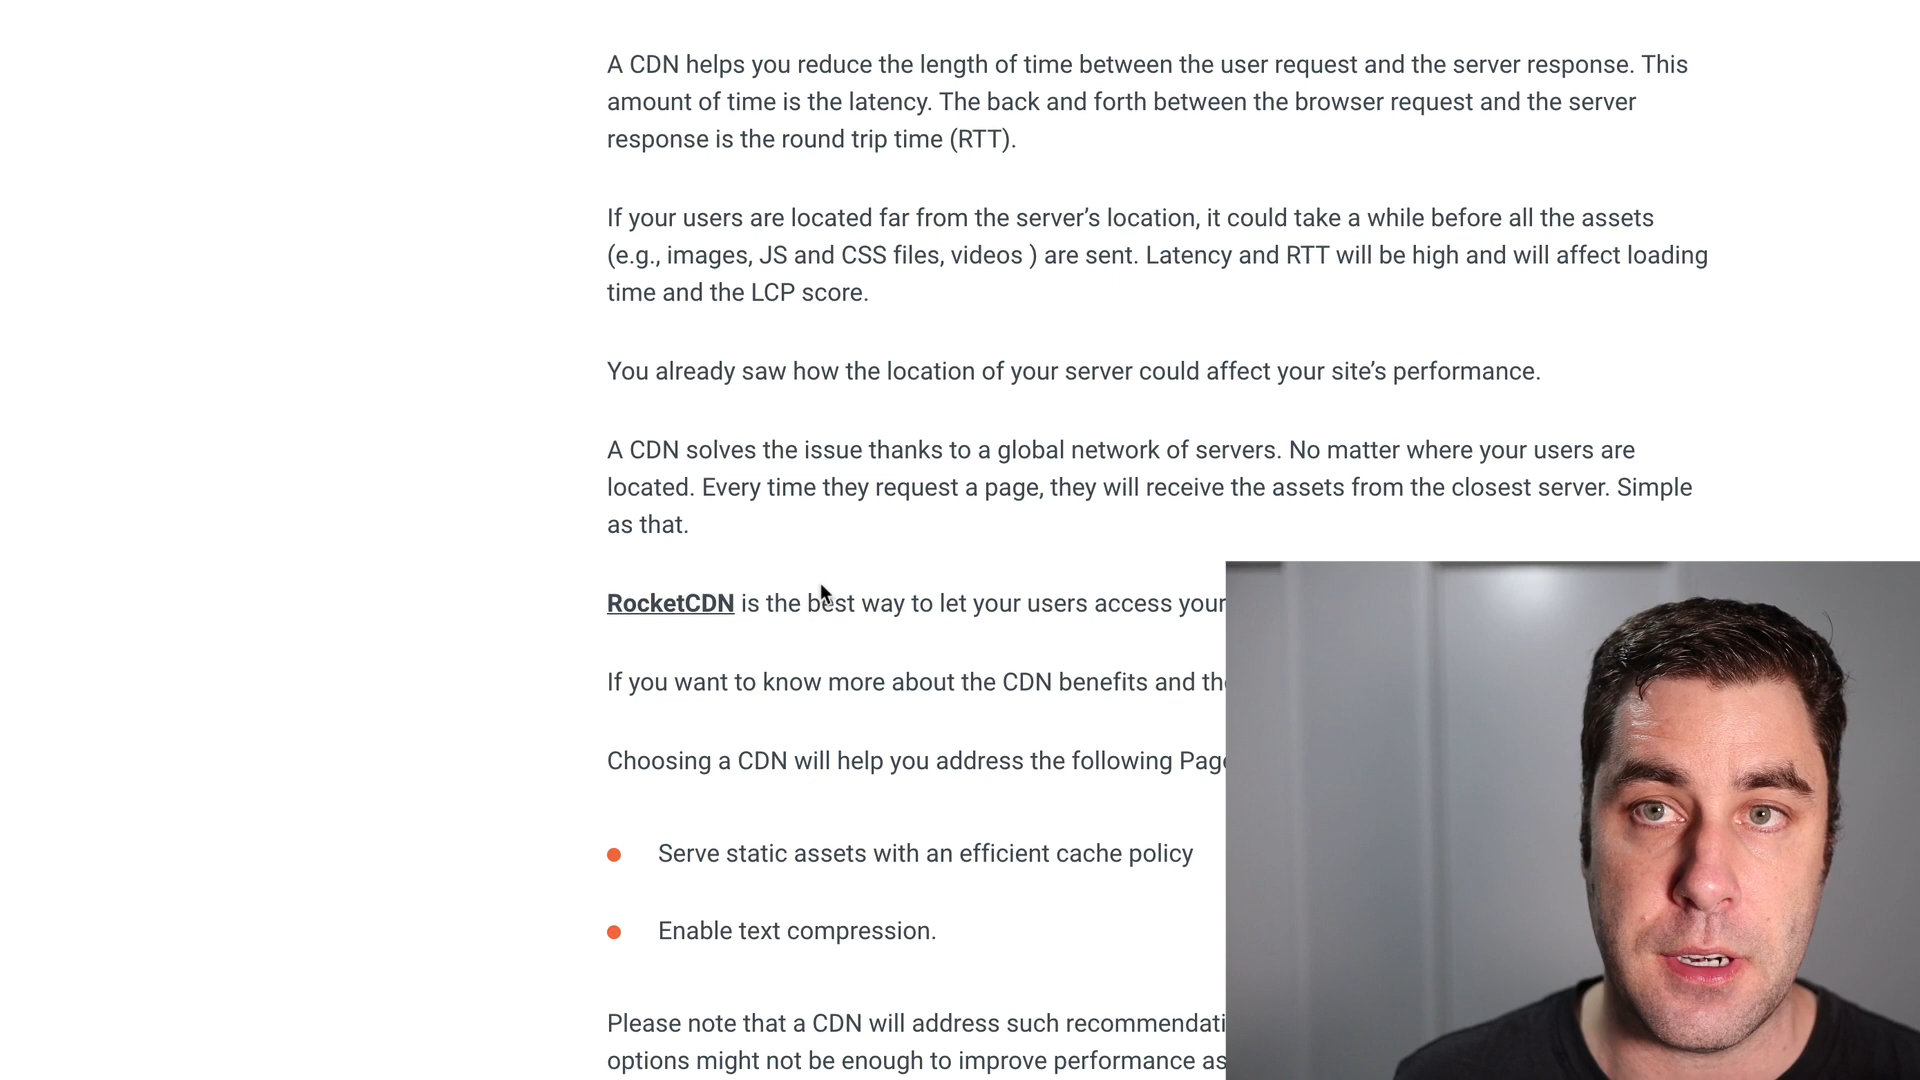 A CDN helps you reduce the length of time between the user request and the server response. This
amount of time is the latency. The back and forth between the browser request and the server
response is the round trip time (RTT).
If your users are located far from the server’s location, it could take a while before all the assets
(e.g., images, JS and CSS files, videos ) are sent. Latency and RTT will be high and will affect loading
time and the LCP score.
You already saw how the location of your server could affect your site’s performance.
A CDN solves the issue thanks to a global network of servers. No matter where your users are
located. Every time they request a page, they will receive the assets from the closest server. Simple
as that.
RocketCDN is the best way to let your users access your
If you want to know more about the CDN benefits and
Choosing a CDN will help you address the following
Serve static assets with an efficient cache policy
Enable text compression.
Please note that a CDN will address such
options might not be enough to improve performance as